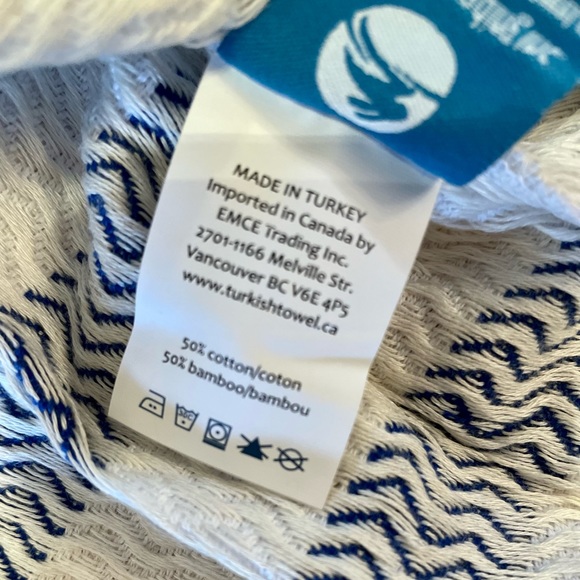 MADE IN TURKEY
Imported in Canada by
EMCE Trading Inc.
2701-1166 Melville Str.
Vancouver BC V6E 4P5
www.turkishtowel.ca
50% cotton/coton
50% bamboo/bambou